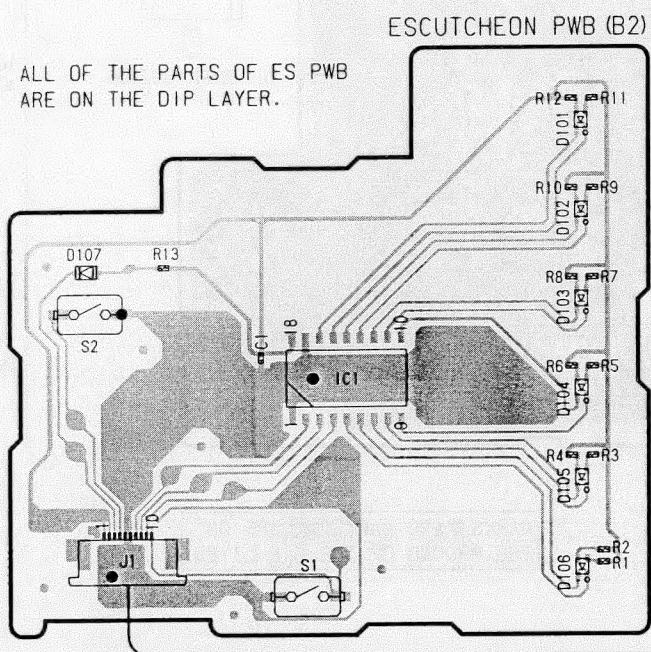 ESCUTCHEON PWB (B2)
ALL OF THE PARTS OF ES PWB
ARE ON THE DIP LAYER.
R12 R11
D101
R10 R9
D102
D107 R13
R8 R7
D103
S2
C1 18 10
IC1
R6 R5
D104
1 9
R4 R3
D105
1 10
J1
S1
R2
R1
D106